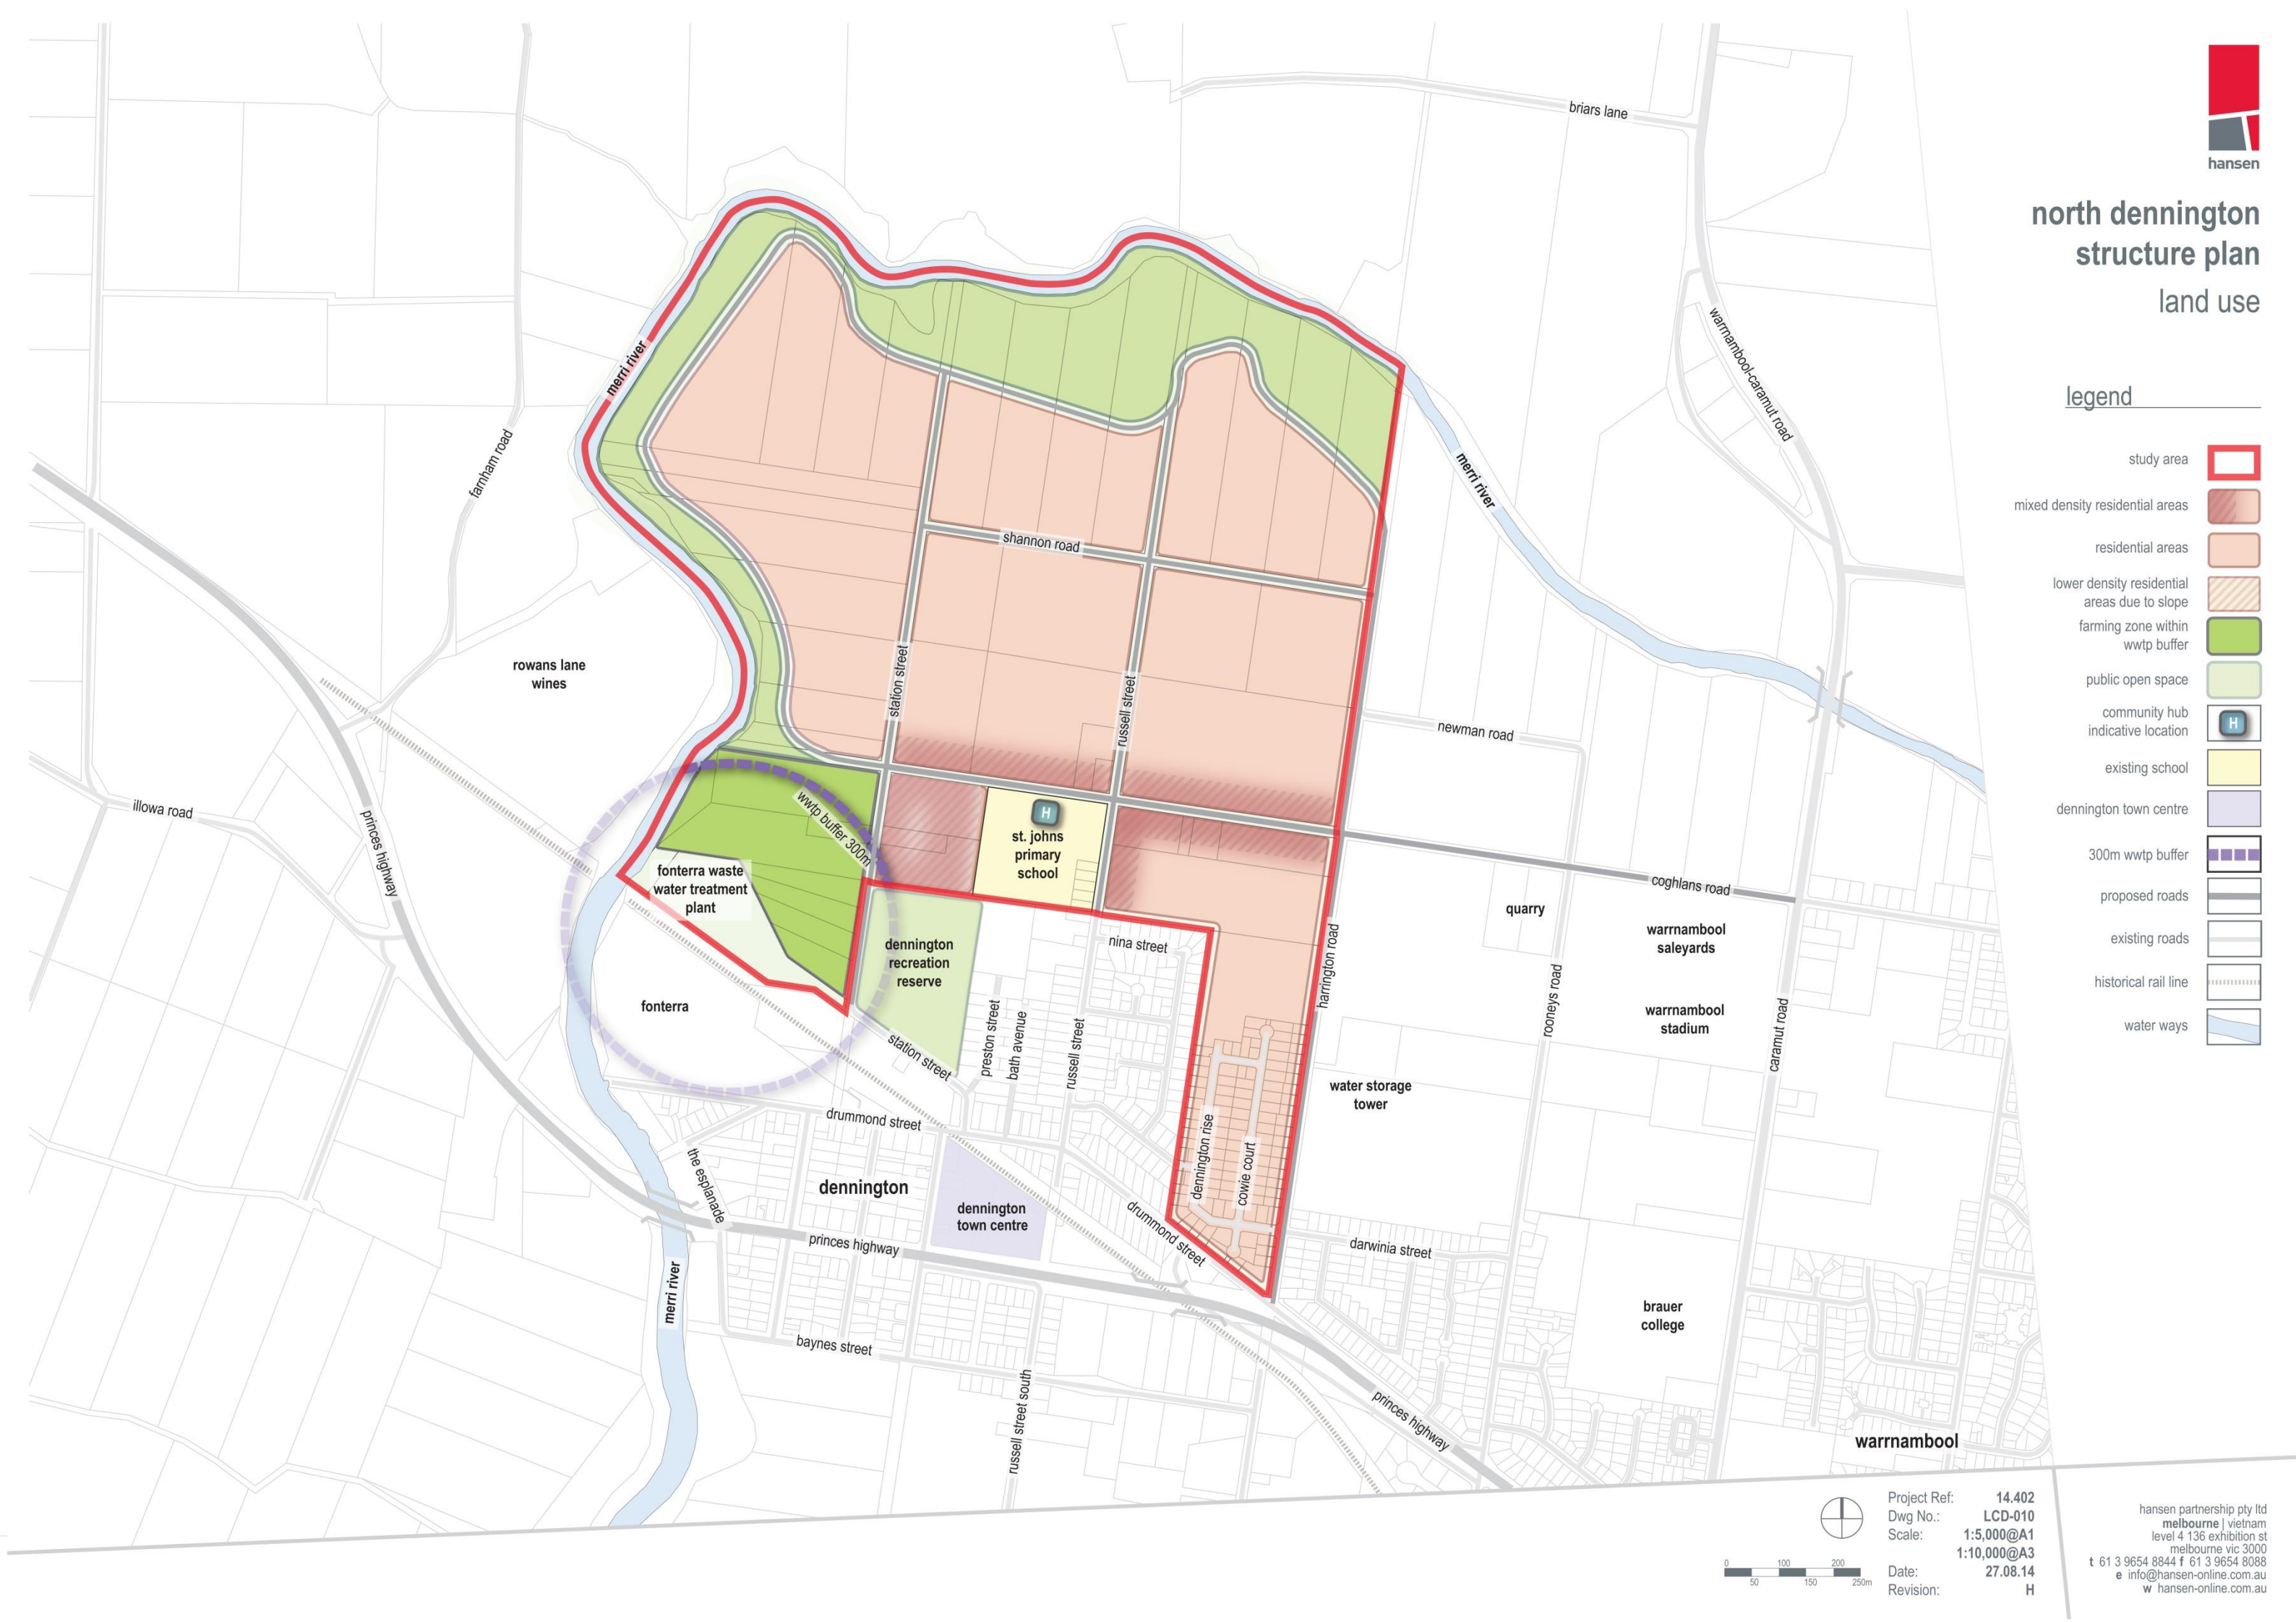 hansen
north dennington
structure plan
land use
legend
study area
mixed density residential areas
residential areas
lower density residential
areas due to slope
farming zone within
wwtp buffer
public open space
community hub
indicative location
H
existing school
dennington town centre
300m wwtp buffer
proposed roads
existing roads
historical rail line
water ways
briars lane
warrnambool-caramut road
merri river
farnham road
merri river
shannon road
rowans lane
wines
station street
russell street
newman road
illowa road
princes highway
wwtp buffer 300m
H
st. johns
primary
school
fonterra waste
water treatment
plant
coghlans road
quarry
warrnambool
saleyards
dennington
recreation
reserve
nina street
harrington road
rooneys road
fonterra
warrnambool
stadium
caramut road
preston street
bath avenue
russell street
station street
water storage
tower
drummond street
the esplanade
dennington
dennington
town centre
dennington rise
cowie court
drummond street
princes highway
darwinia street
merri river
baynes street
brauer
college
russell street south
princes highway
warrnambool
0 100 200
50 150 250m
Project Ref: 14.402
Dwg No.: LCD-010
Scale: 1:5,000@A1
1:10,000@A3
Date: 27.08.14
Revision: H
hansen partnership pty ltd
melbourne | vietnam
level 4 136 exhibition st
melbourne vic 3000
t 61 3 9654 8844 f 61 3 9654 8088
e info@hansen-online.com.au
w hansen-online.com.au